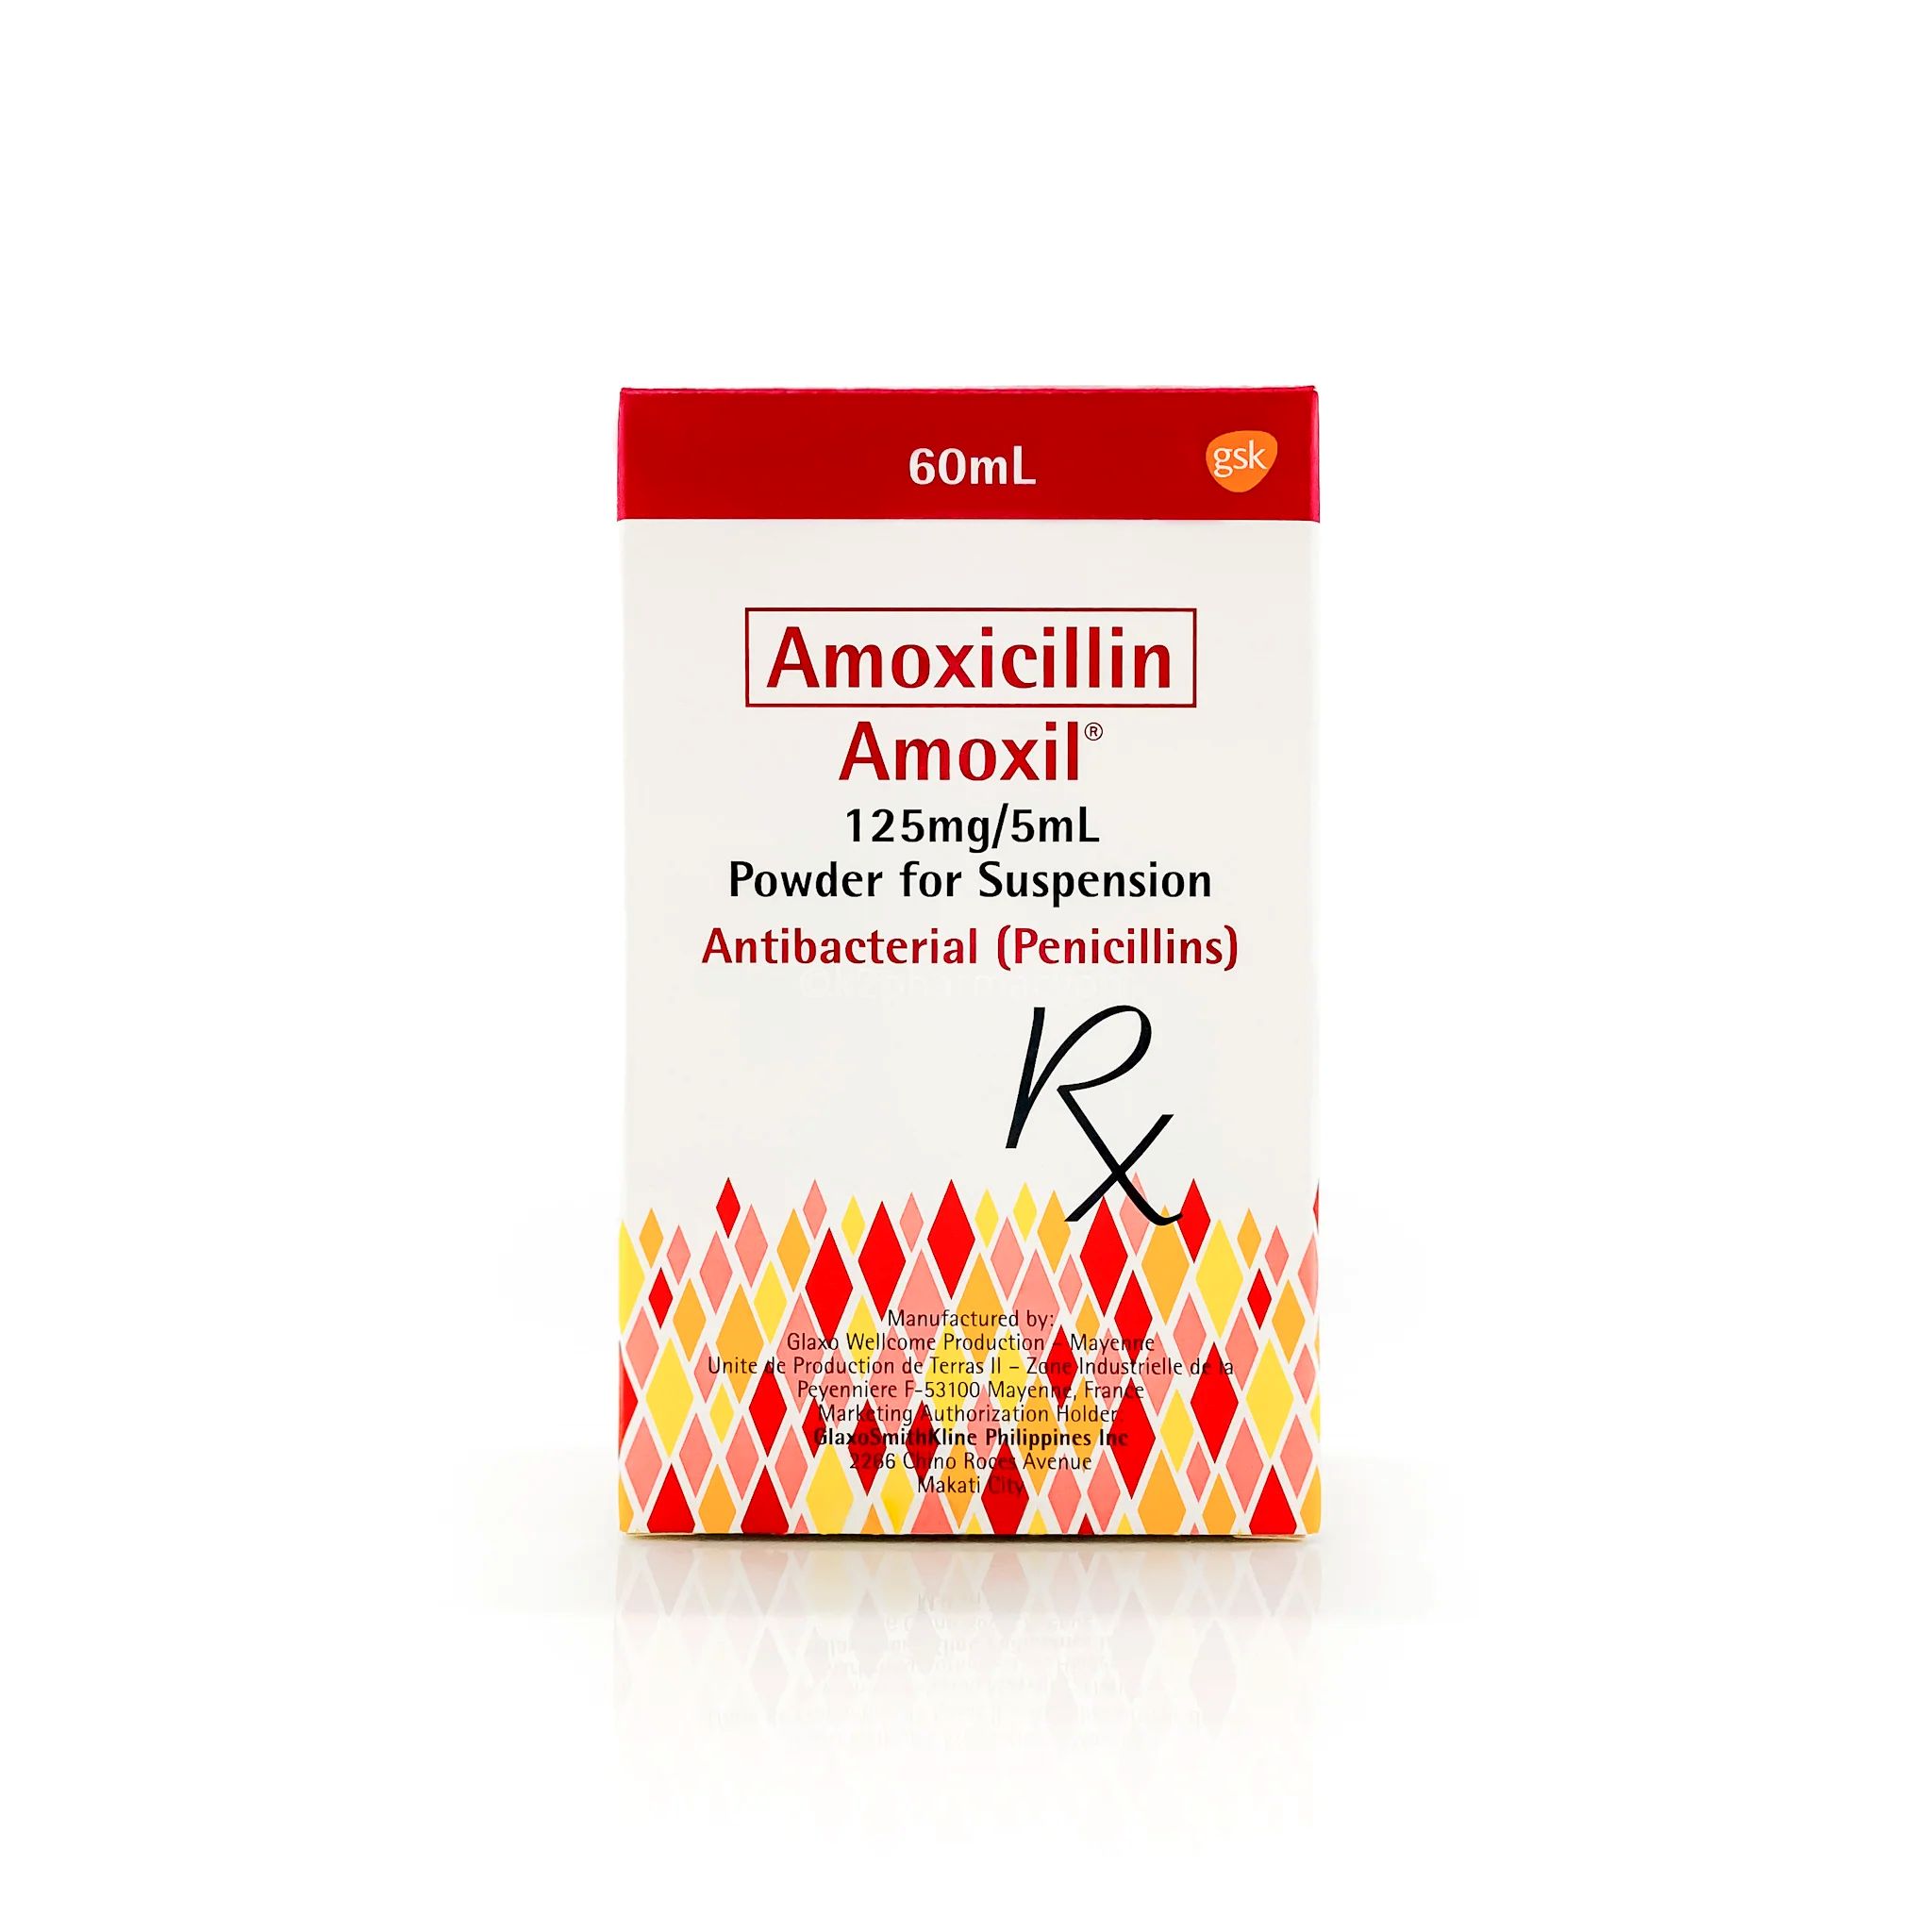 60mL
gsk
Amoxicillin
Amoxil®
125mg/5mL
Powder for Suspension
Antibacterial (Penicillins)
Rx
Manufactured by:
Glaxo Wellcome Production – Mayenne
Unite de Production de Terras II – Zone Industrielle de la
Peyenniere F-53100 Mayenne, France
Marketing Authorization Holder
GlaxoSmithKline Philippines Inc
2266 Chino Roces Avenue
Makati City